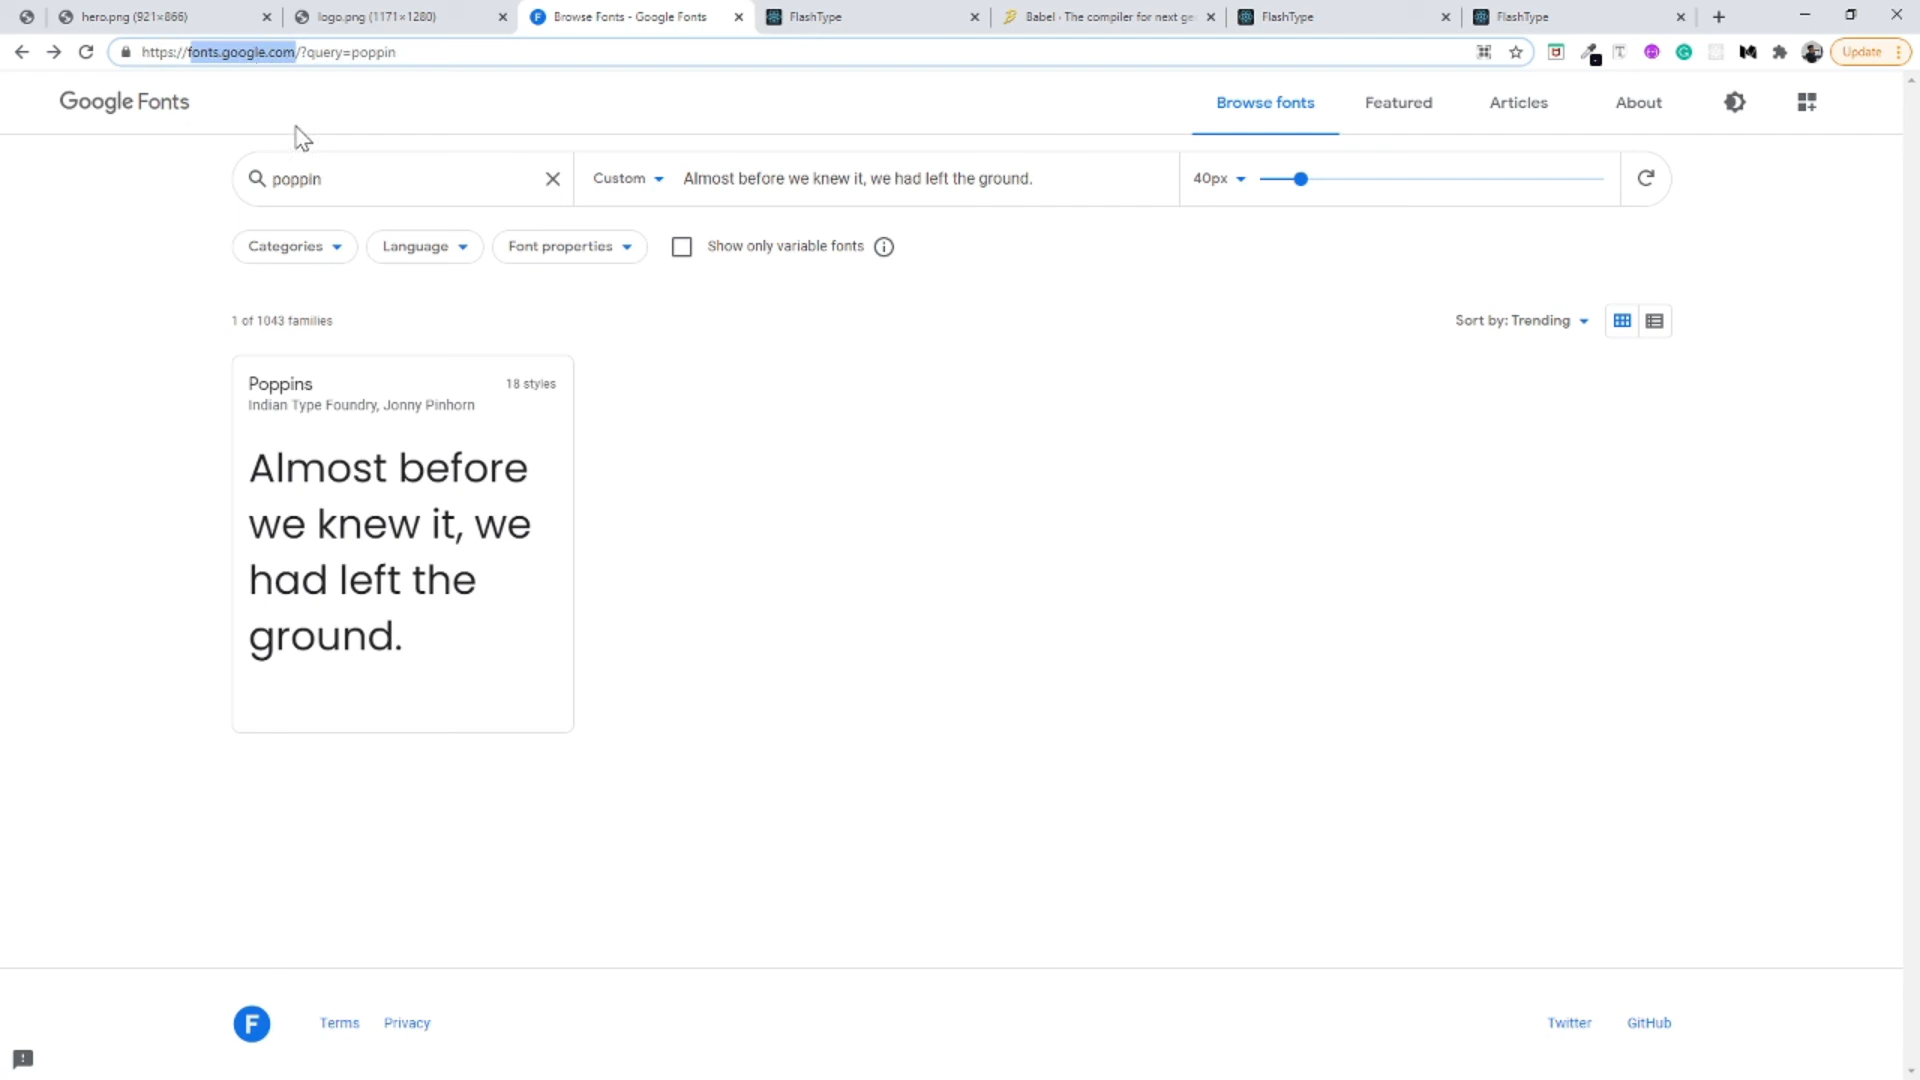 hero.png (921×866)
logo.png (1171×1280)
Browse Fonts - Google Fonts
FlashType
Babel · The compiler for next ge
FlashType
FlashType
https://fonts.google.com/?query=poppin
Update
Google Fonts
Browse fonts
Featured
Articles
About
poppin
Custom
Almost before we knew it, we had left the ground.
40px
Categories
Language
Font properties
Show only variable fonts
1 of 1043 families
Sort by: Trending
Poppins
18 styles
Indian Type Foundry, Jonny Pinhorn
Almost before
we knew it, we
had left the
ground.
F
Terms
Privacy
Twitter
GitHub